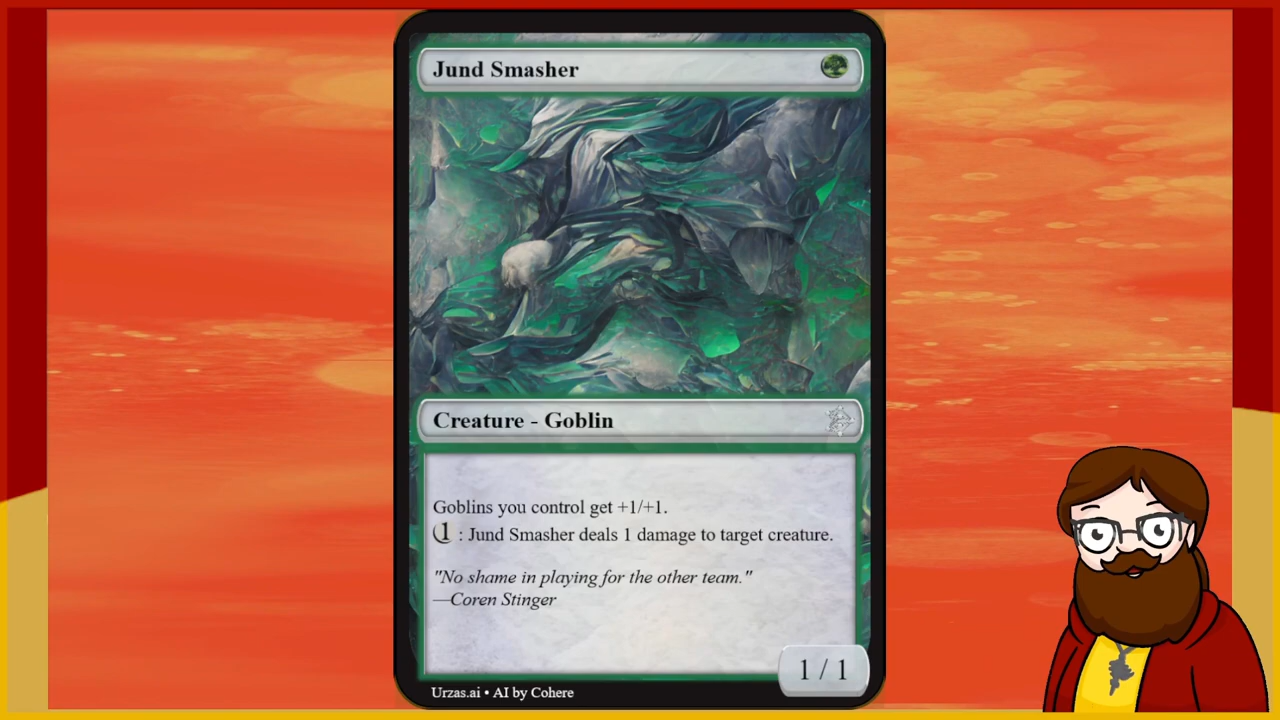 Jund Smasher
Creature - Goblin
Goblins you control get +1/+1.
1 : Jund Smasher deals 1 damage to target creature.
"No shame in playing for the other team."
—Coren Stinger
1 / 1
Urzas.ai • AI by Cohere